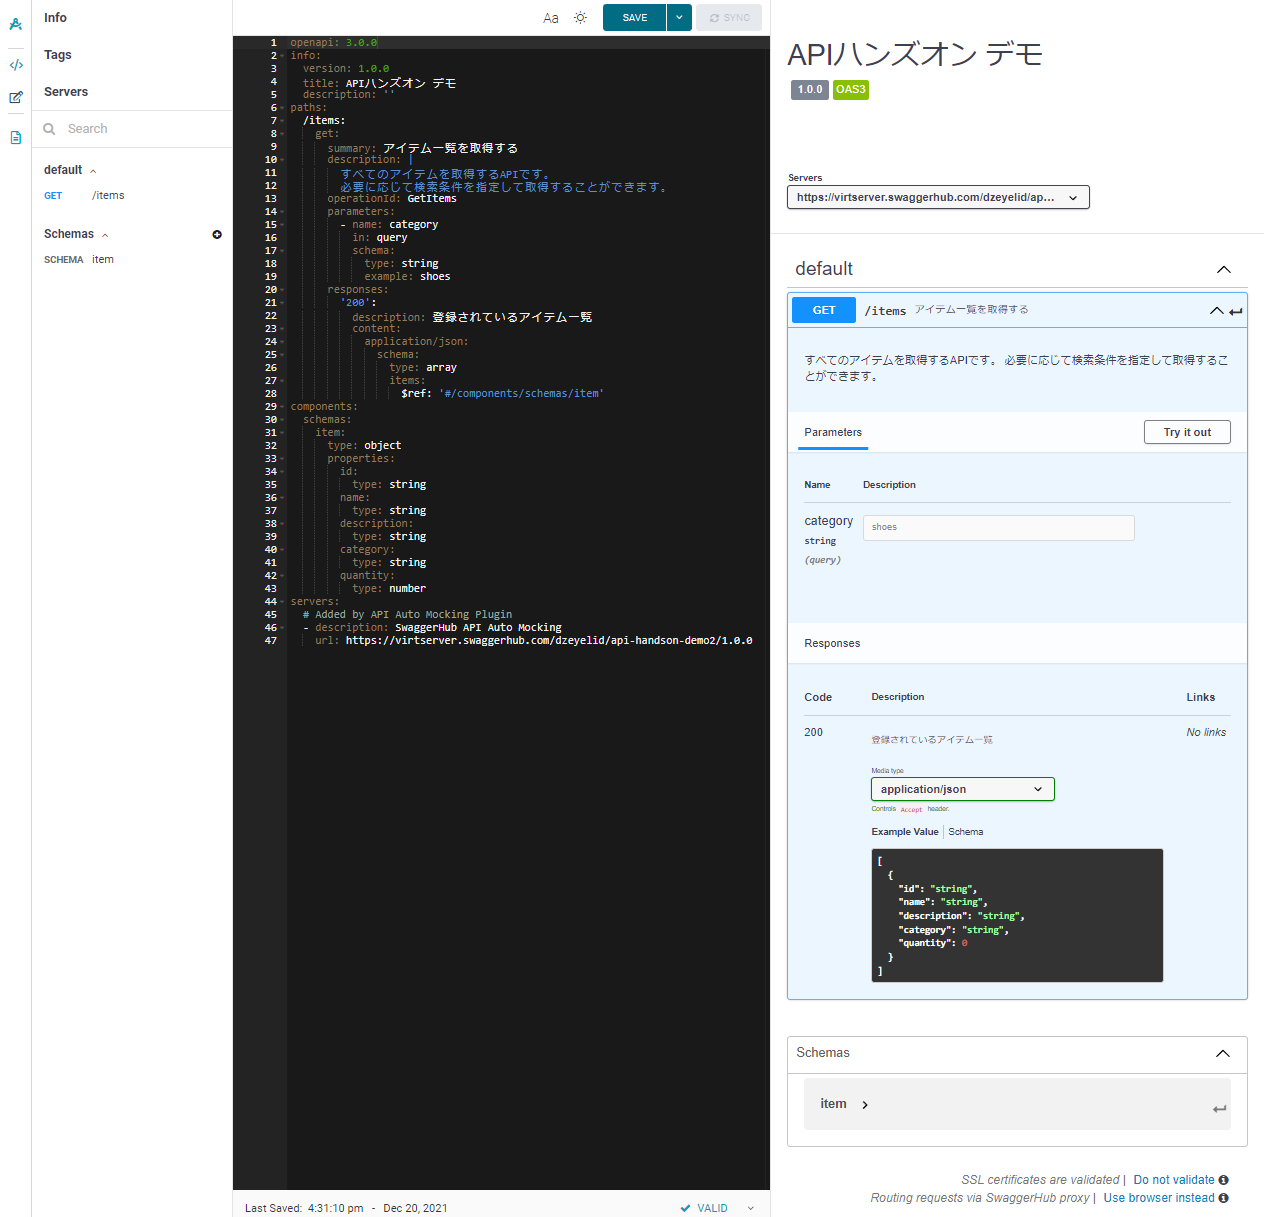 Info
Tags
Servers
Search
default
GET /items
Schemas
SCHEMA item
Aa
SAVE
SYNC
1 openapi: 3.0.0
2 info:
3 version: 1.0.0
4 title: APIハンズオン デモ
5 description: ''
6 paths:
7 /items:
8 get:
9 summary: アイテム一覧を取得する
10 description: |
11 すべてのアイテムを取得するAPIです。
12 必要に応じて検索条件を指定して取得することができます。
13 operationId: GetItems
14 parameters:
15 - name: category
16 in: query
17 schema:
18 type: string
19 example: shoes
20 responses:
21 '200':
22 description: 登録されているアイテム一覧
23 content:
24 application/json:
25 schema:
26 type: array
27 items:
28 $ref: '#/components/schemas/item'
29 components:
30 schemas:
31 item:
32 type: object
33 properties:
34 id:
35 type: string
36 name:
37 type: string
38 description:
39 type: string
40 category:
41 type: string
42 quantity:
43 type: number
44 servers:
45 # Added by API Auto Mocking Plugin
46 - description: SwaggerHub API Auto Mocking
47 url: https://virtserver.swaggerhub.com/dzeyelid/api-handson-demo2/1.0.0
Last Saved: 4:31:10 pm - Dec 20, 2021
VALID
APIハンズオン デモ
1.0.0 OAS3
Servers
https://virtserver.swaggerhub.com/dzeyelid/ap...
default
GET /items アイテム一覧を取得する
すべてのアイテムを取得するAPIです。 必要に応じて検索条件を指定して取得するこ
とができます。
Parameters
Try it out
Name Description
category
string
(query)
shoes
Responses
Code Description Links
200 登録されているアイテム一覧 No links
Media type
application/json
Controls Accept header.
Example Value Schema
[
{
"id": "string",
"name": "string",
"description": "string",
"category": "string",
"quantity": 0
}
]
Schemas
item
SSL certificates are validated | Do not validate
Routing requests via SwaggerHub proxy | Use browser instead